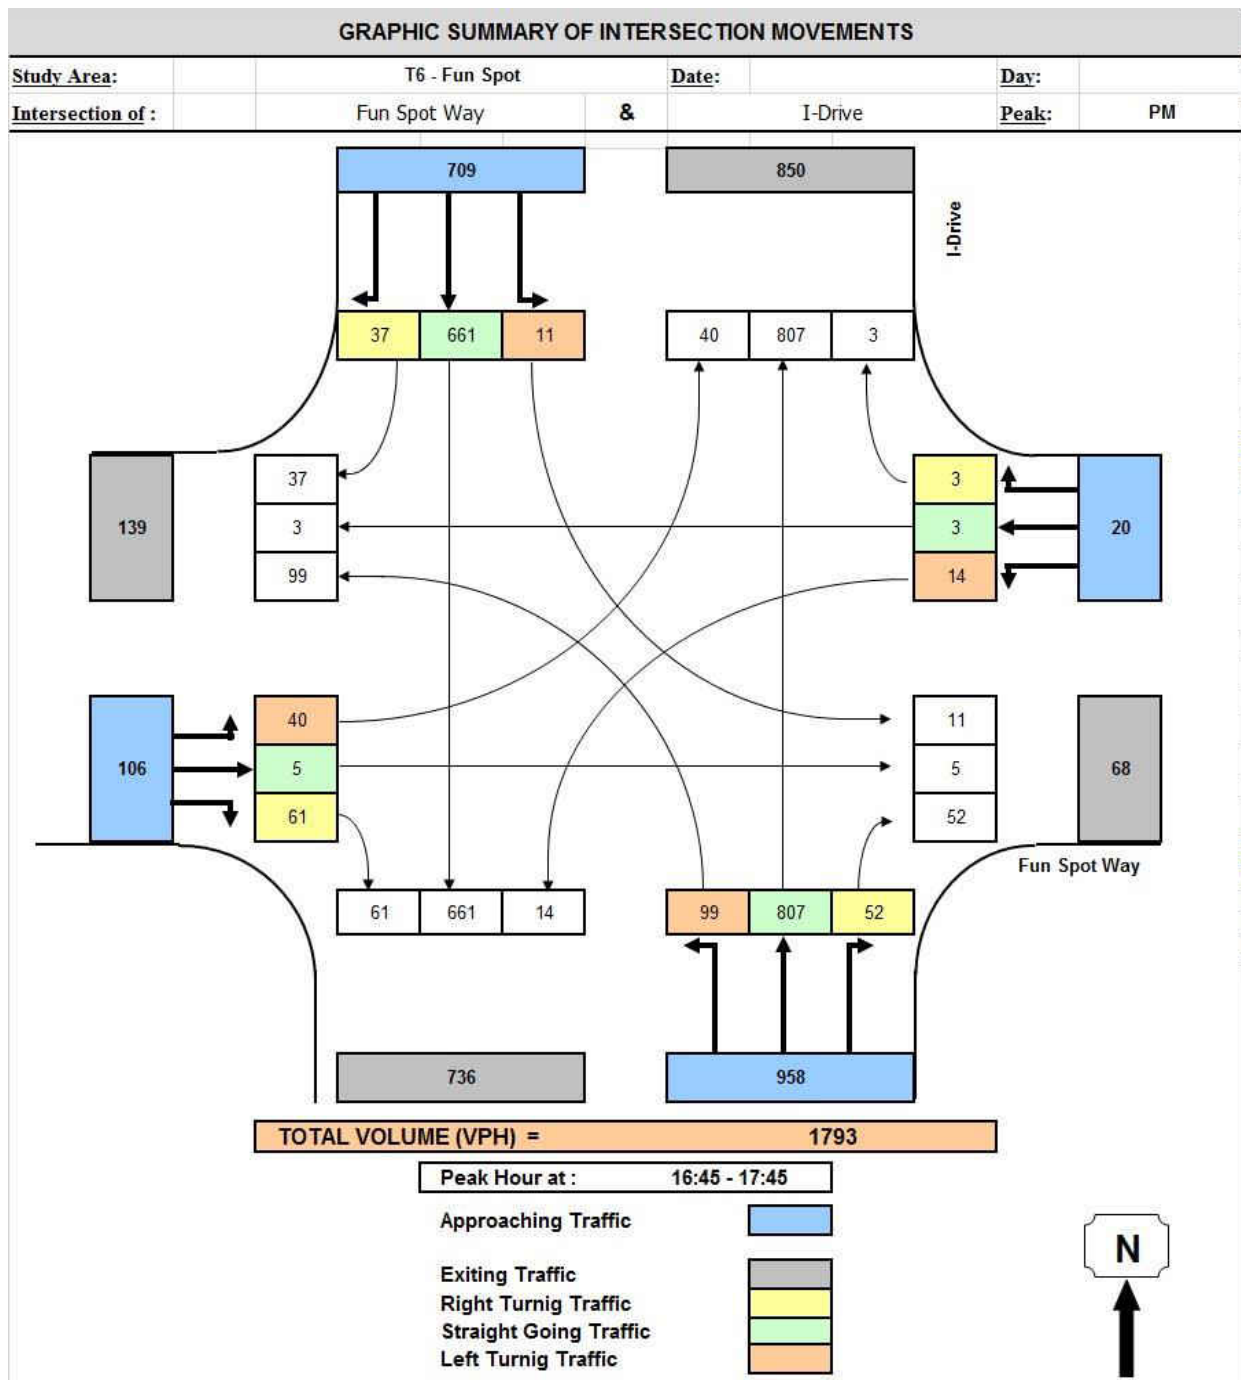 GRAPHIC SUMMARY OF INTERSECTION MOVEMENTS
Study Area: T6 - Fun Spot Date: Day:
Intersection of : Fun Spot Way & I-Drive Peak: PM
709 850
I-Drive
37 661 11 40 807 3
37 3
139 3 3 20
99 14
40 11
106 5 5 68
61 52
Fun Spot Way
61 661 14 99 807 52
736 958
TOTAL VOLUME (VPH) = 1793
Peak Hour at : 16:45 - 17:45
Approaching Traffic
N
Exiting Traffic
Right Turnig Traffic
Straight Going Traffic
Left Turnig Traffic